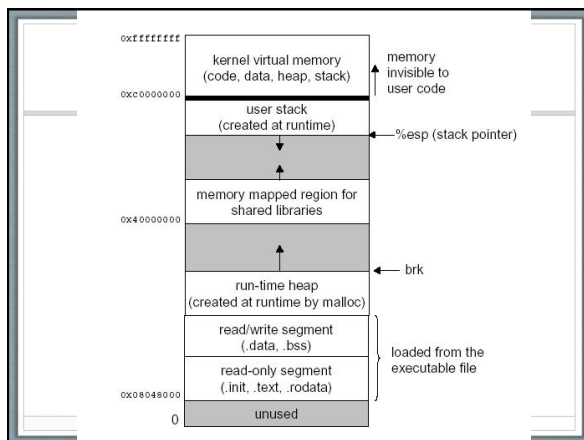 0xffffffff
kernel virtual memory
(code, data, heap, stack)
memory
invisible to
user code
0xc0000000
user stack
(created at runtime)
%esp (stack pointer)
memory mapped region for
shared libraries
0x40000000
brk
run-time heap
(created at runtime by malloc)
read/write segment
(.data, .bss)
loaded from the
executable file
read-only segment
(.init, .text, .rodata)
0x08048000
unused
0